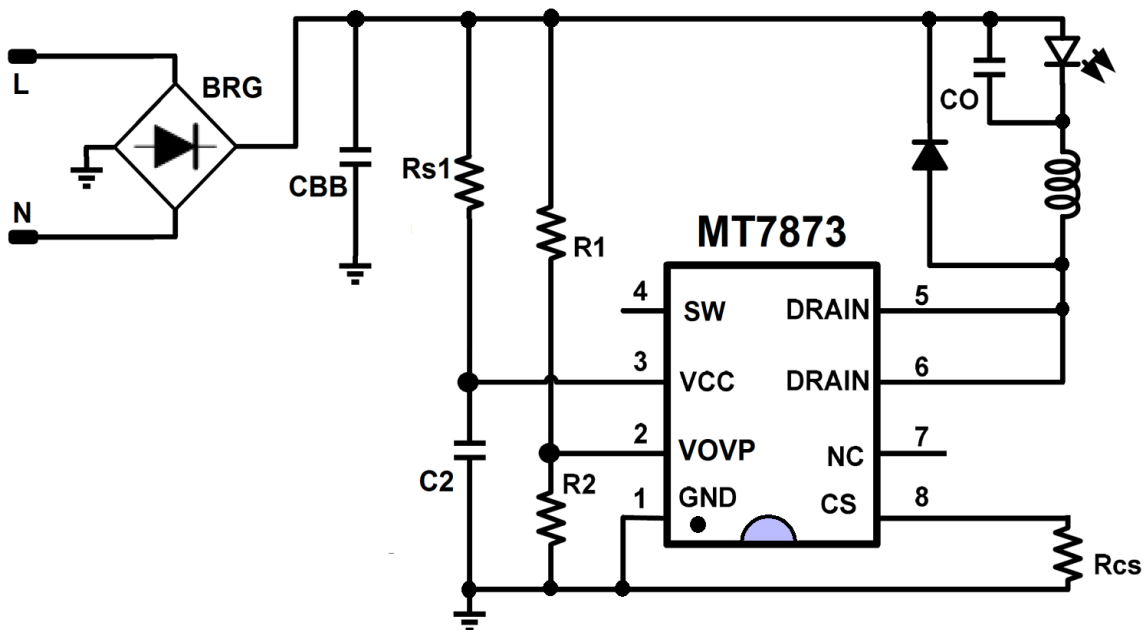 L
BRG
N
CBB
Rs1
R1
C2
R2
CO
MT7873
4
SW
DRAIN
5
3
VCC
DRAIN
6
2
VOVP
NC
7
1
GND
CS
8
Rcs